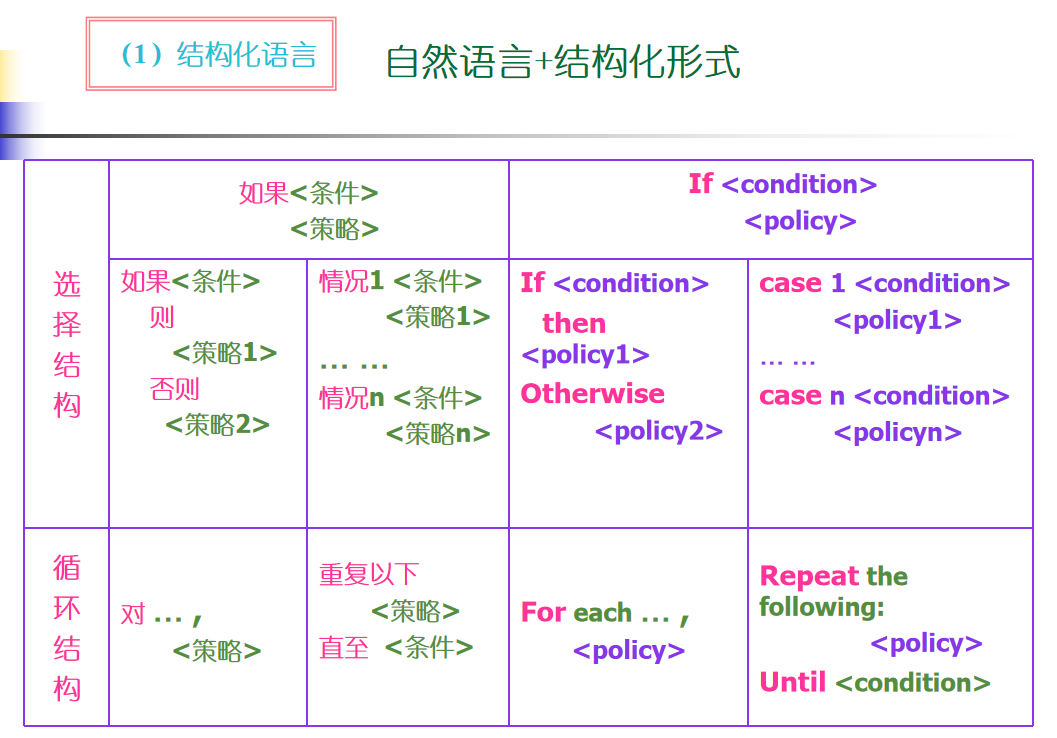 （1）结构化语言
自然语言+结构化形式
选择结构
如果<条件>
<策略>
If <condition>
<policy>
如果<条件>
则
<策略1>
否则
<策略2>
情况1 <条件>
<策略1>
… …
情况n <条件>
<策略n>
If <condition>
then
<policy1>
Otherwise
<policy2>
case 1 <condition>
<policy1>
… …
case n <condition>
<policyn>
循环结构
对 … ,
<策略>
重复以下
<策略>
直至 <条件>
For each … ,
<policy>
Repeat the
following:
<policy>
Until <condition>